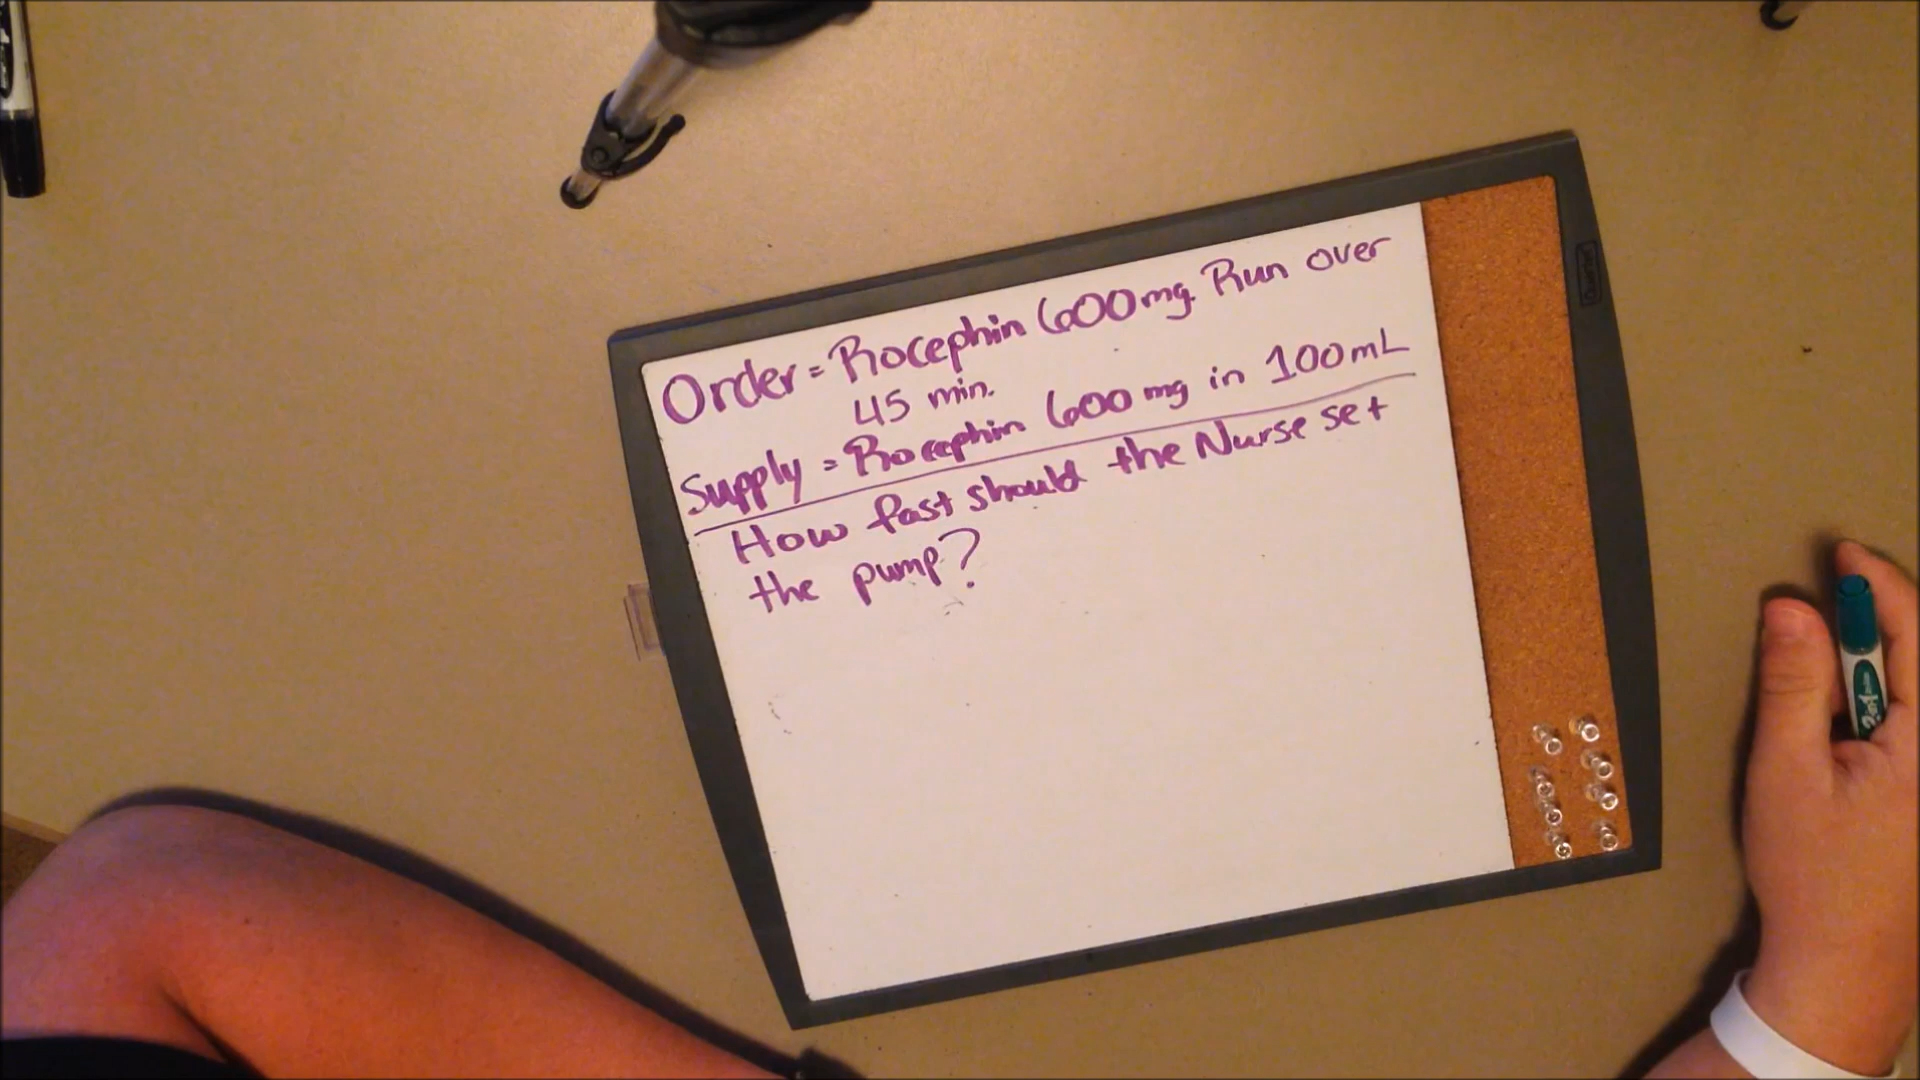 Order = Rocephin 600mg. Run over
45 min.
Supply = Rocephin 600 mg in 100mL
How fast should the Nurse set
the pump?